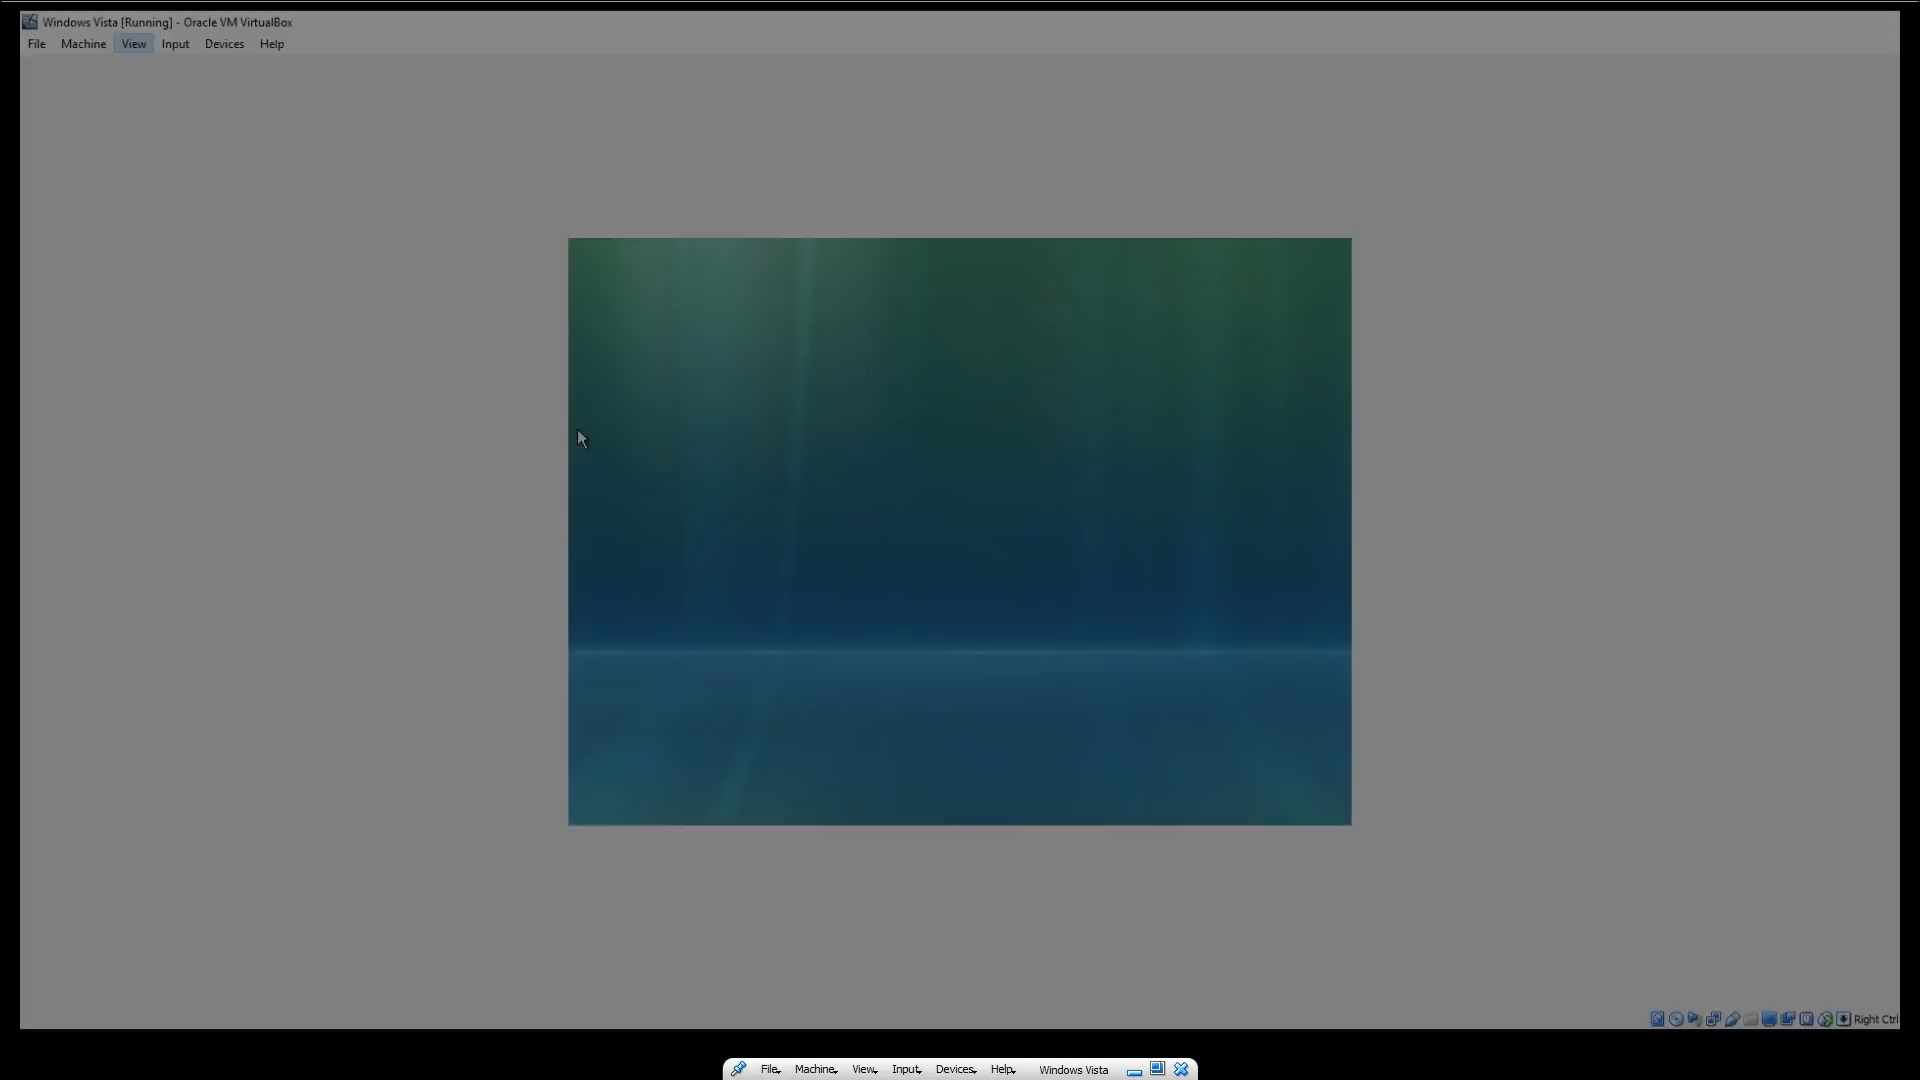 Windows Vista [Running] - Oracle VM VirtualBox
File Machine View Input Devices Help
Right Ctrl
File Machine View Input Devices Help Windows Vista